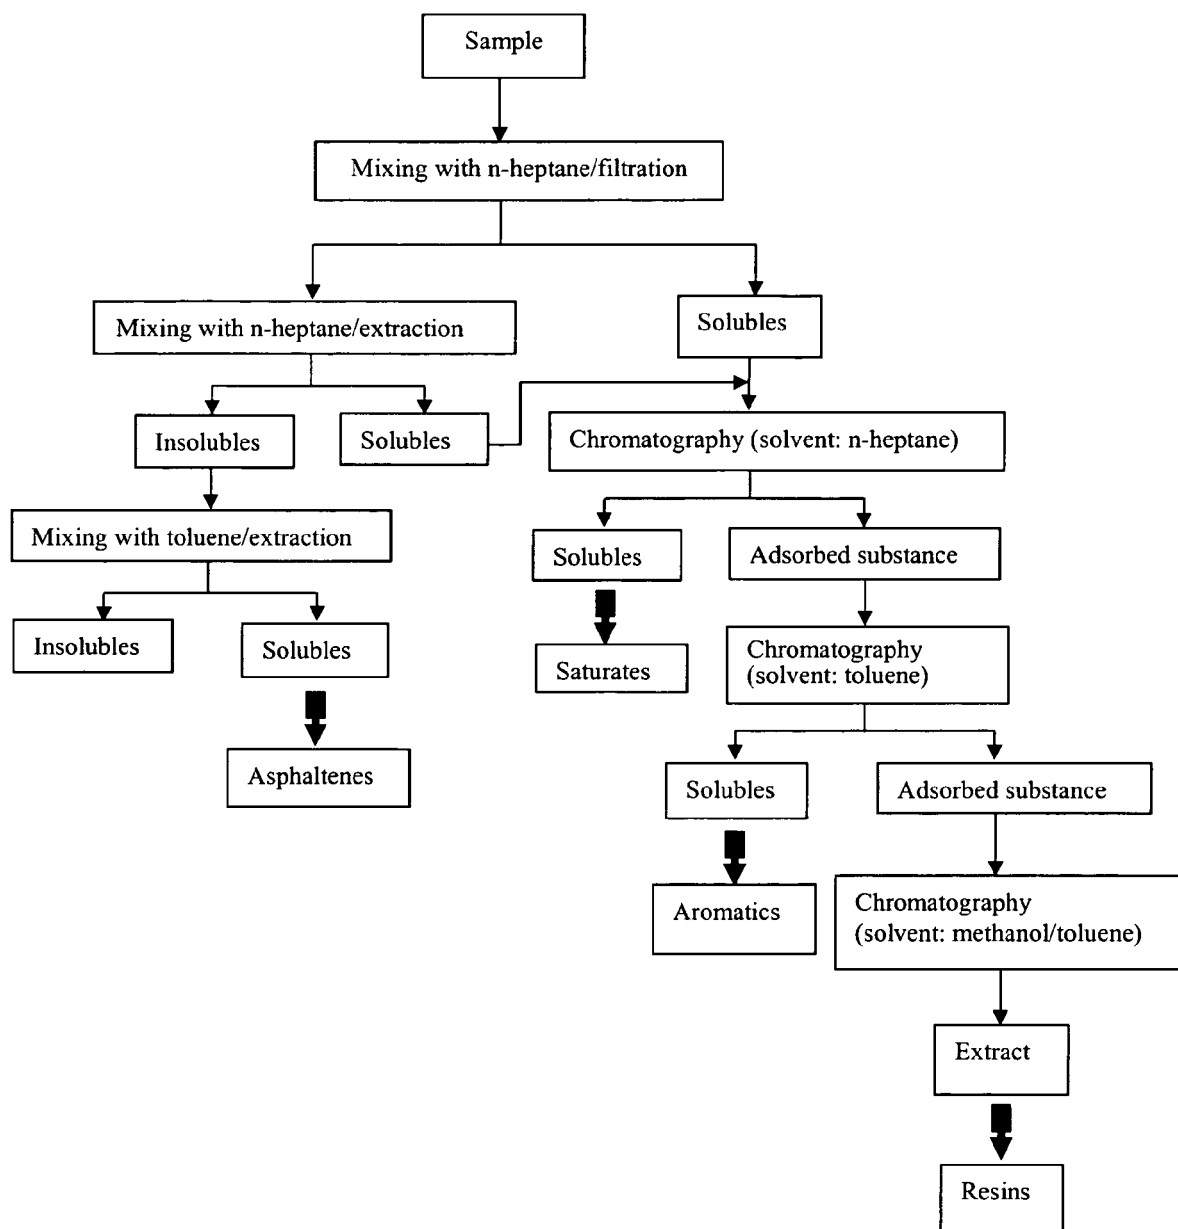 Sample
Mixing with n-heptane/filtration
Mixing with n-heptane/extraction
Solubles
Insolubles
Solubles
Chromatography (solvent: n-heptane)
Mixing with toluene/extraction
Solubles
Adsorbed substance
Insolubles
Solubles
Saturates
Chromatography
(solvent: toluene)
Asphaltenes
Solubles
Adsorbed substance
Aromatics
Chromatography
(solvent: methanol/toluene)
Extract
Resins